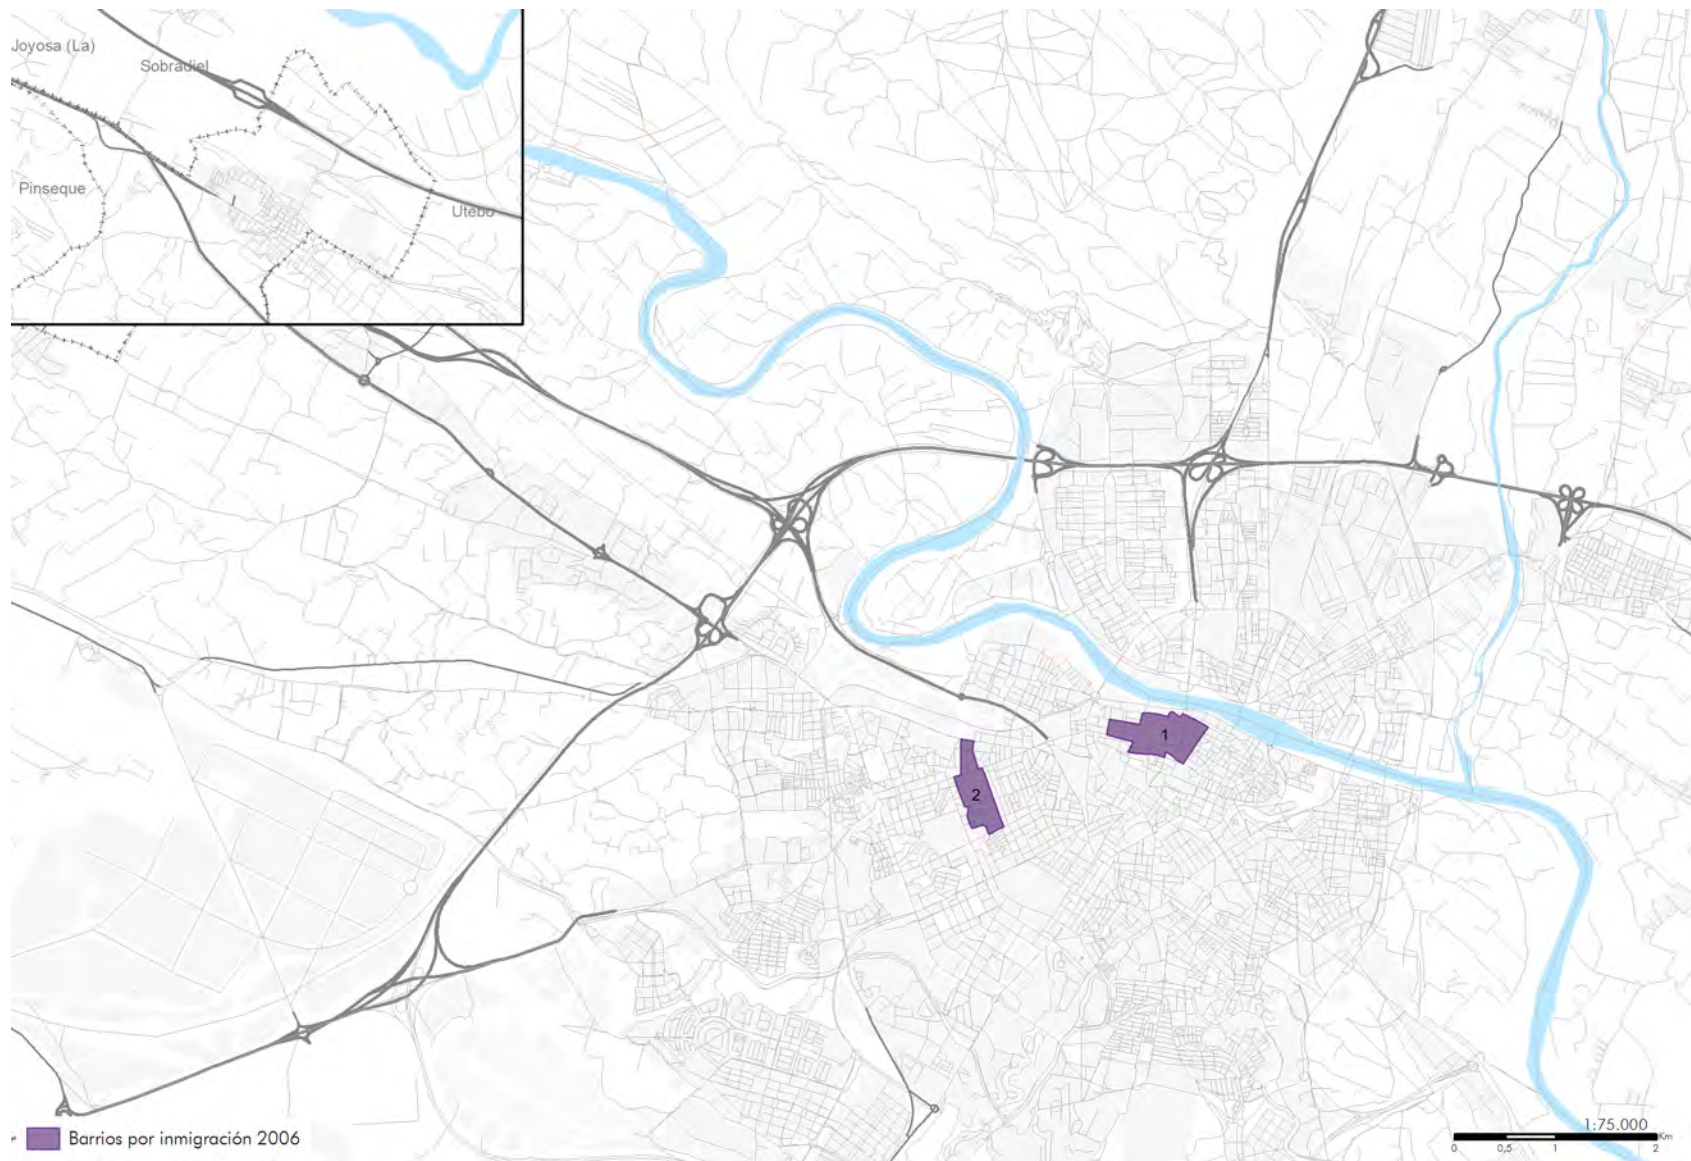 Joyosa (La)
Sobradiel
Pinseque
Utebo
1
2
Barrios por inmigración 2006
1:75.000
Km
0 0,5 1 2